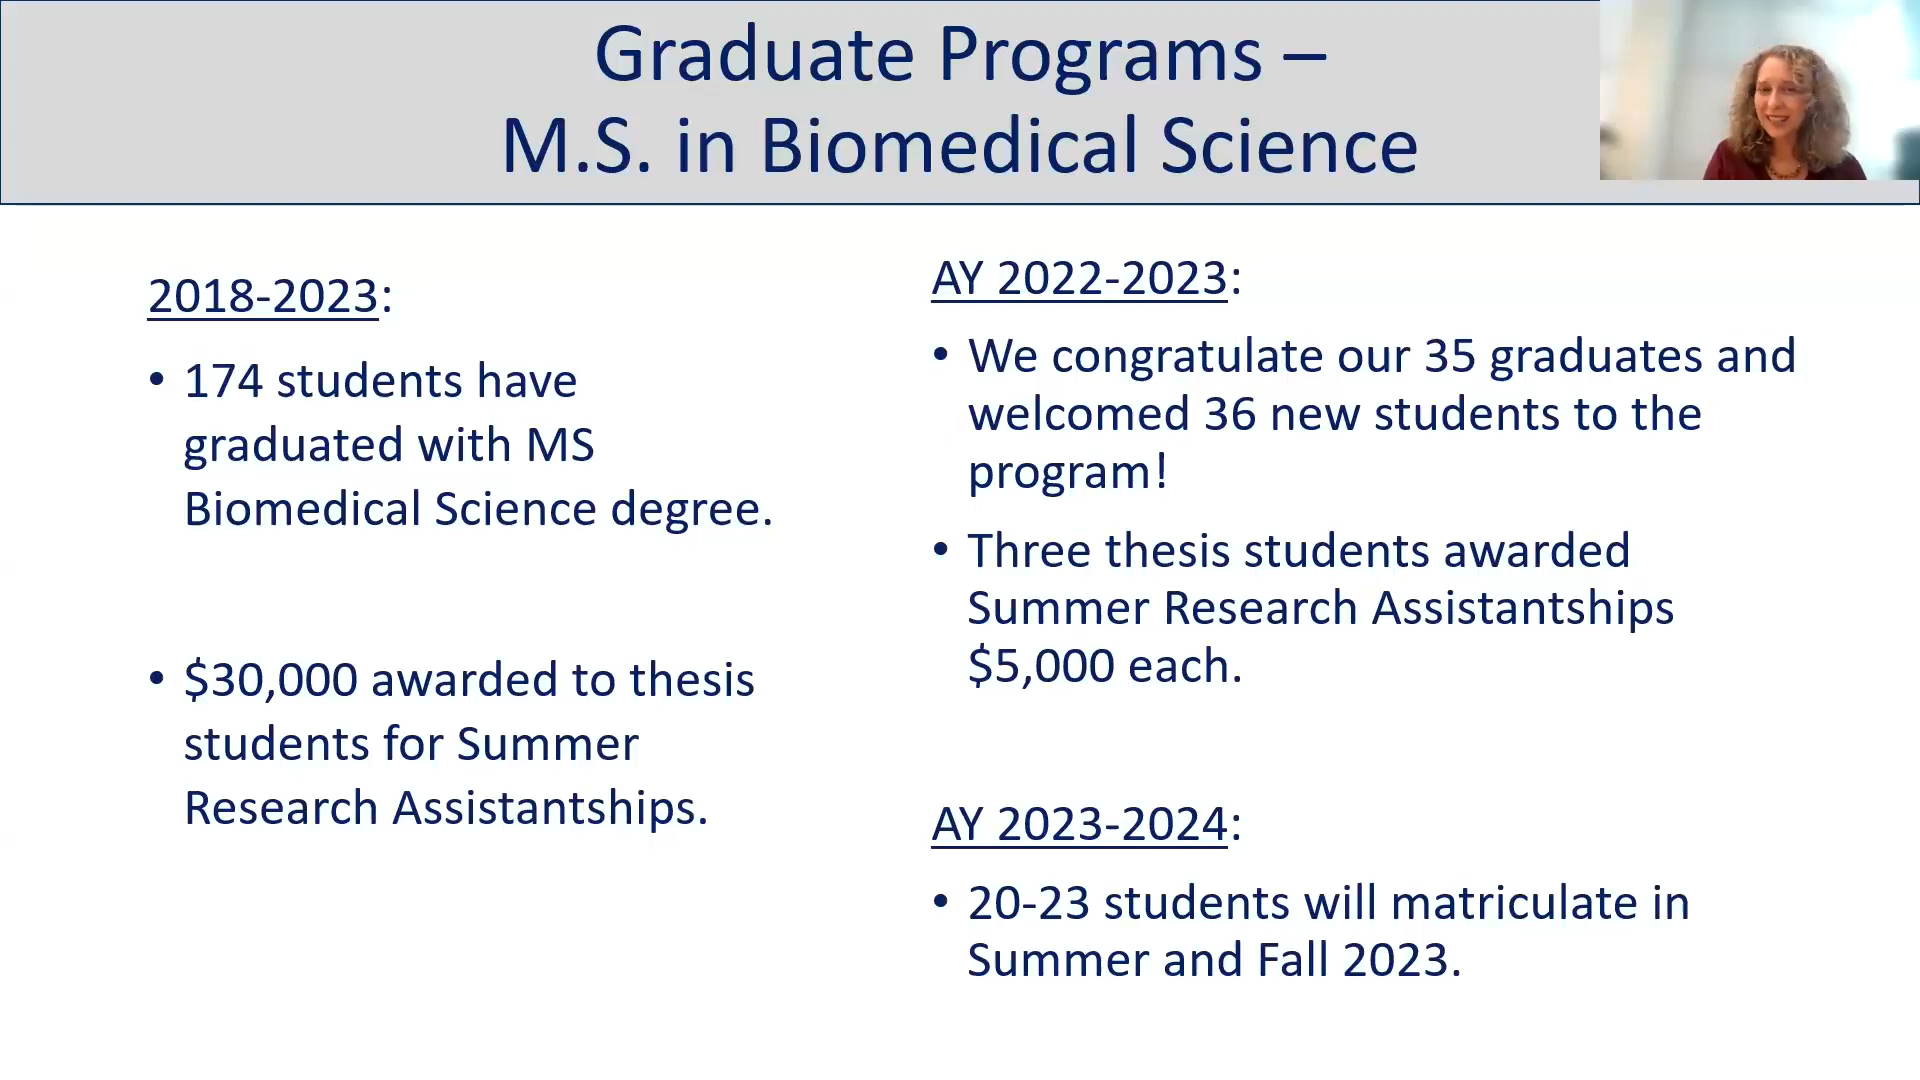 Graduate Programs –
M.S. in Biomedical Science
2018-2023:
• 174 students have
graduated with MS
Biomedical Science degree.
• $30,000 awarded to thesis
students for Summer
Research Assistantships.
AY 2022-2023:
• We congratulate our 35 graduates and
welcomed 36 new students to the
program!
• Three thesis students awarded
Summer Research Assistantships
$5,000 each.
AY 2023-2024:
• 20-23 students will matriculate in
Summer and Fall 2023.